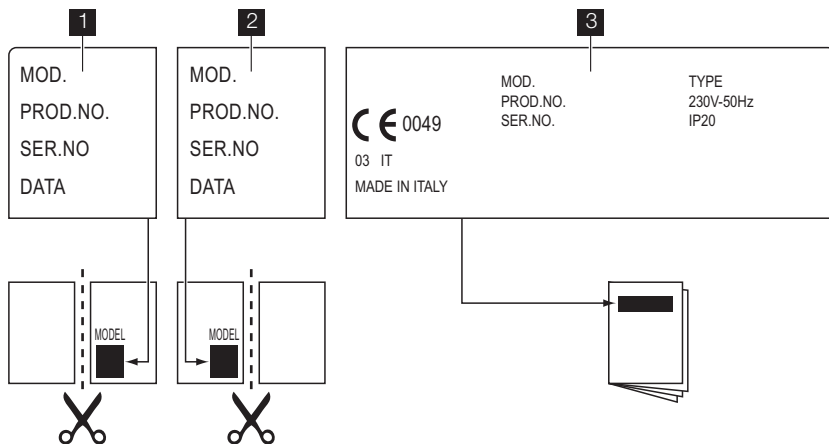 1
MOD.
PROD.NO.
SER.NO
DATA
2
MOD.
PROD.NO.
SER.NO
DATA
3
MOD.
PROD.NO.
SER.NO.
TYPE
230V-50Hz
IP20
CE 0049
03 IT
MADE IN ITALY
MODEL
MODEL